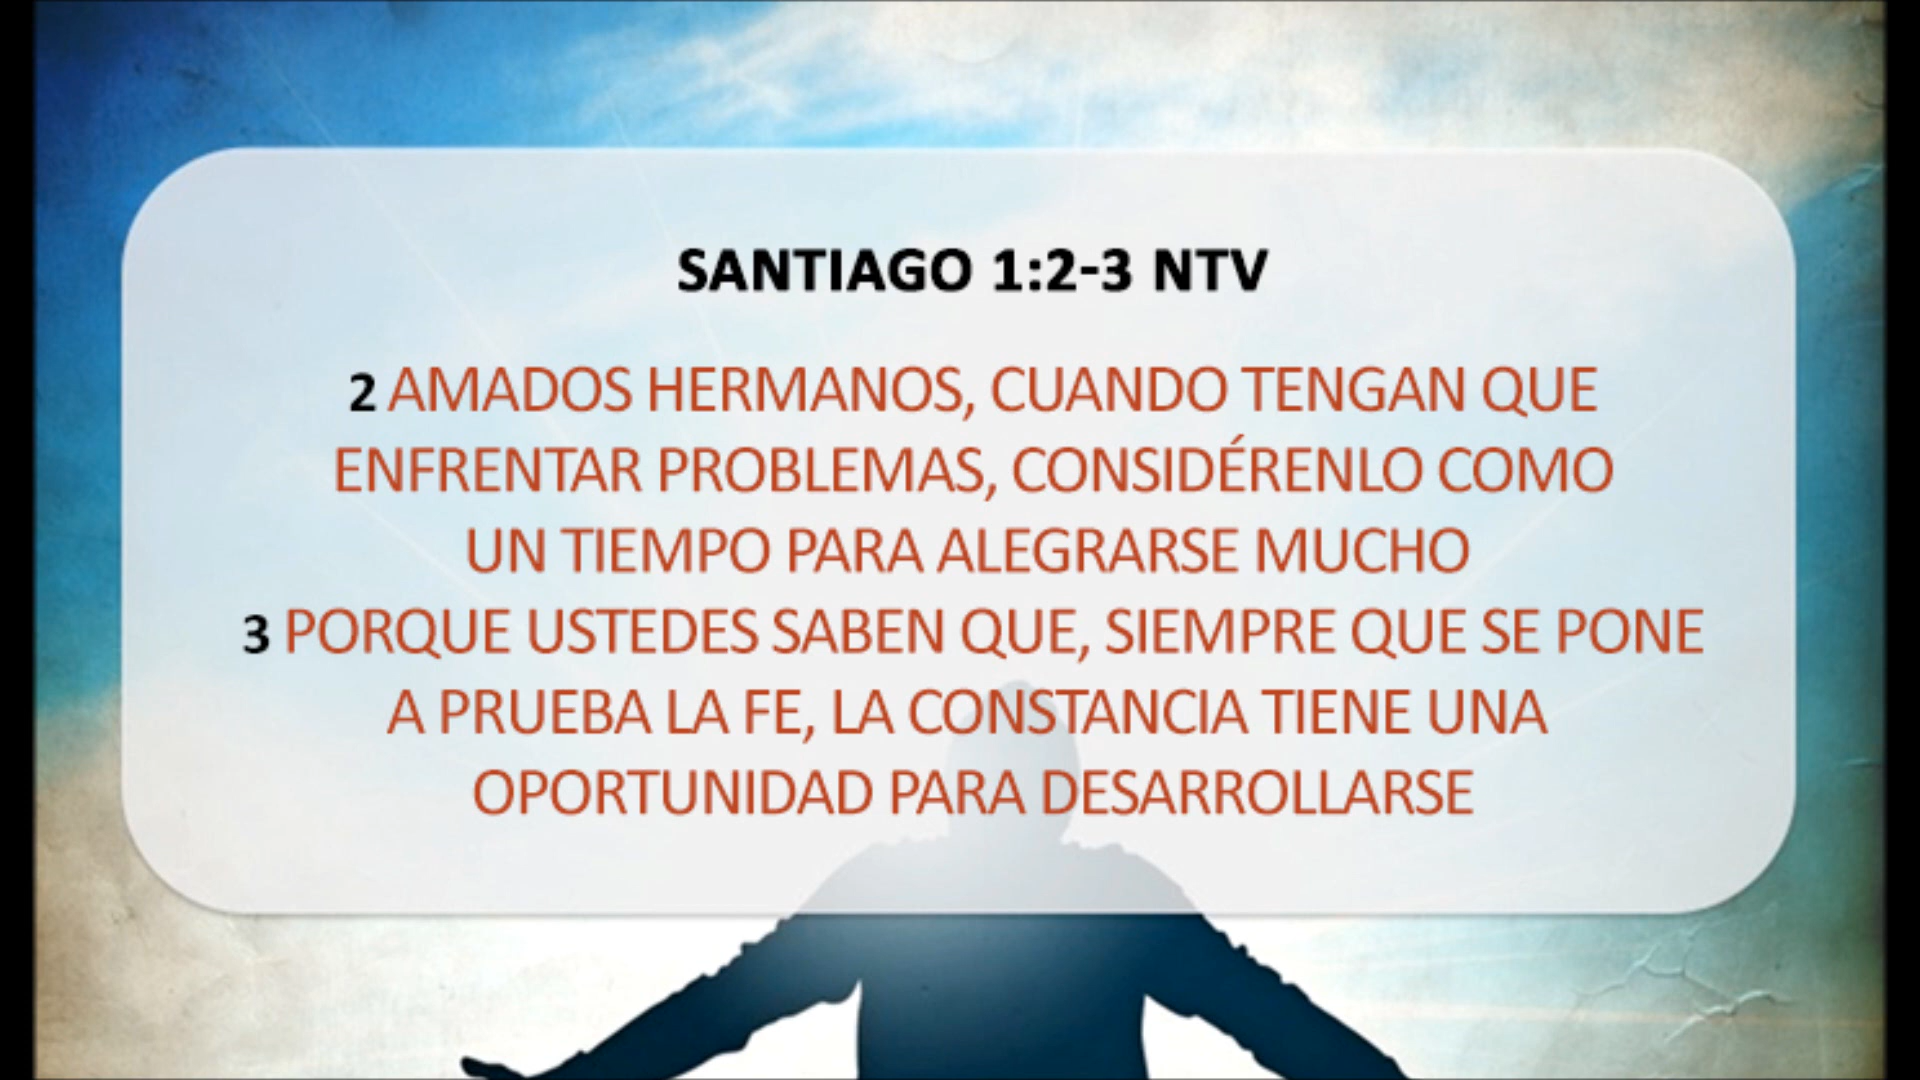 SANTIAGO 1:2-3 NTV
2 AMADOS HERMANOS, CUANDO TENGAN QUE
ENFRENTAR PROBLEMAS, CONSIDÉRENLO COMO
UN TIEMPO PARA ALEGRARSE MUCHO
3 PORQUE USTEDES SABEN QUE, SIEMPRE QUE SE PONE
A PRUEBA LA FE, LA CONSTANCIA TIENE UNA
OPORTUNIDAD PARA DESARROLLARSE